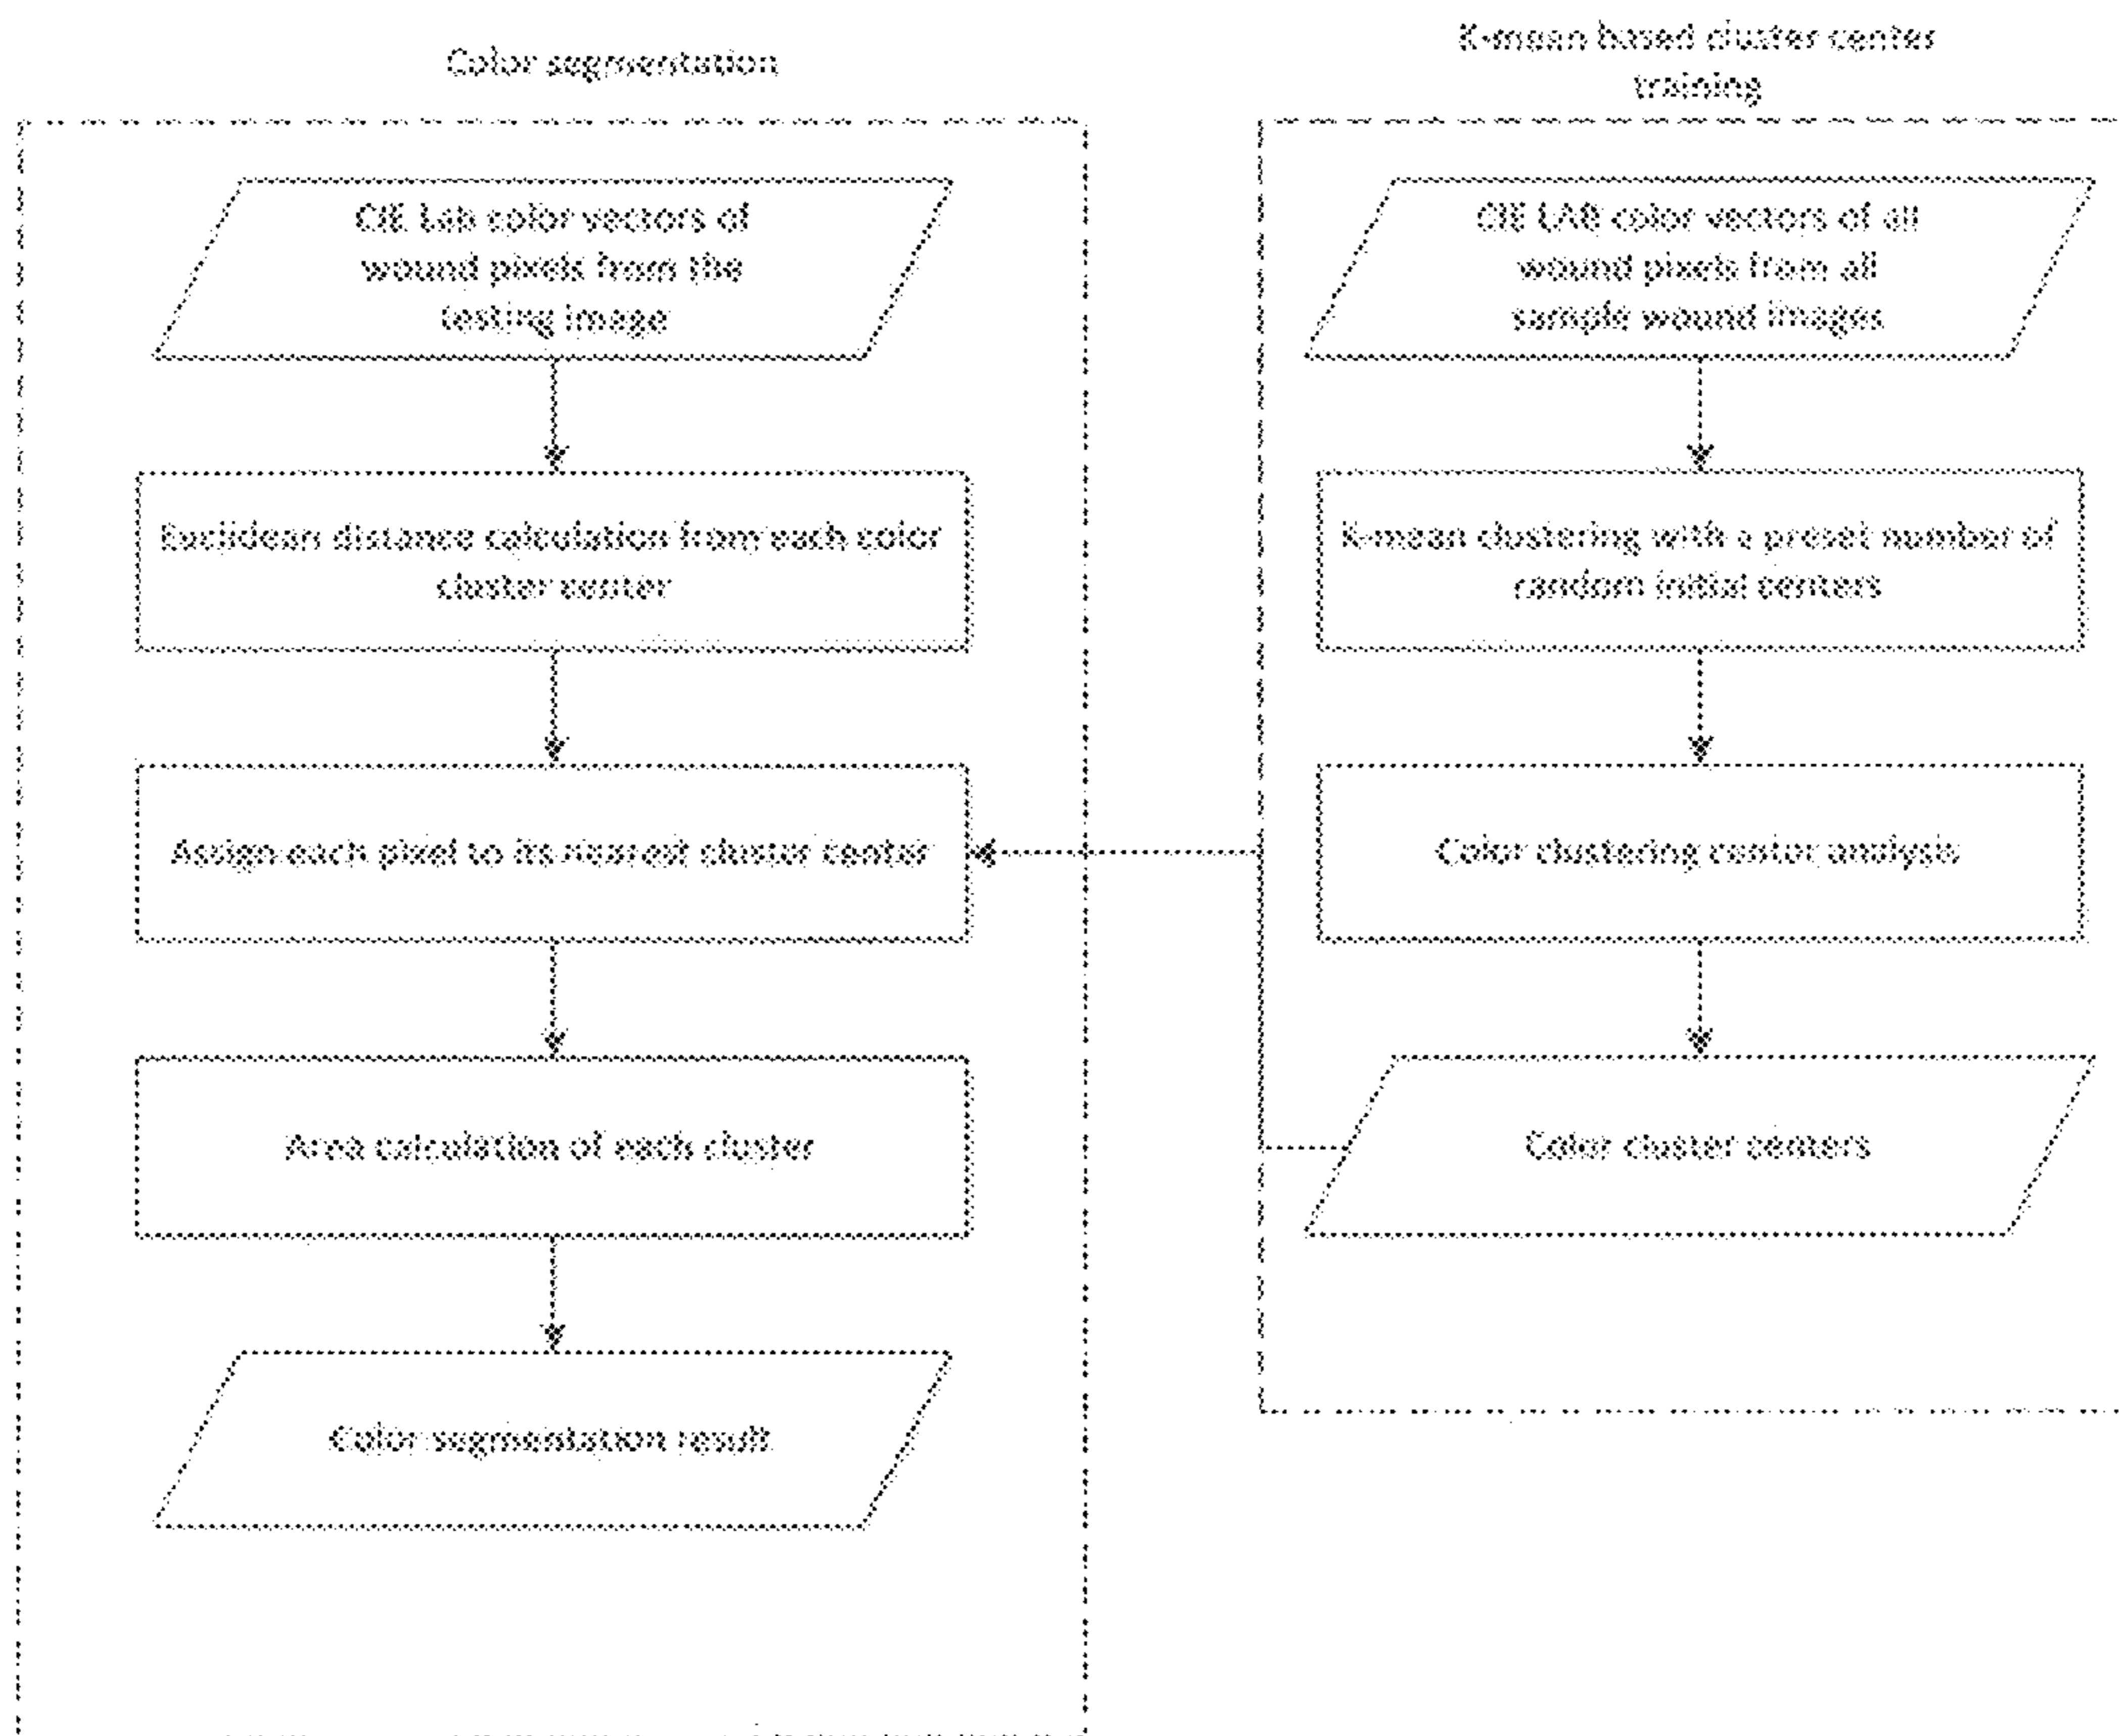 Color segmentation
CIE Lab color vectors of
wound pixels from the
testing image
Euclidean distance calculation from each color
cluster center
Assign each pixel to its nearest cluster center
Area calculation of each cluster
Color segmentation result
K-mean based cluster center
training
CIE LAB color vectors of all
wound pixels from all
sample wound images
K-mean clustering with a preset number of
random initial centers
Color clustering center analysis
Color cluster centers